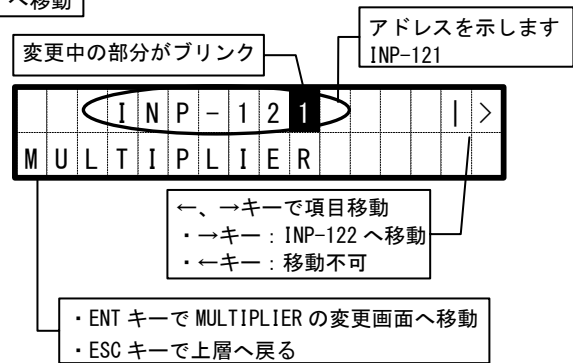 へ移動
アドレスを示します
INP-121
変更中の部分がブリンク
INP-121 |>
MULTIPLIER
←、→キーで項目移動
・→キー：INP-122 へ移動
・←キー：移動不可
・ENT キーで MULTIPLIER の変更画面へ移動
・ESC キーで上層へ戻る